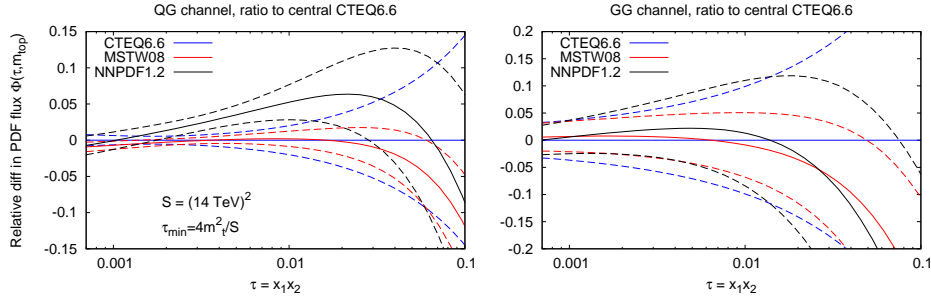 QG channel, ratio to central CTEQ6.6
Relative diff in PDF flux Φ(τ,m_top)
0.15
0.1
0.05
0
-0.05
-0.1
-0.15
CTEQ6.6
MSTW08
NNPDF1.2
S = (14 TeV)²
τ_min=4m²_t/S
0.001
0.01
0.1
τ = x₁x₂
GG channel, ratio to central CTEQ6.6
0.2
0.15
0.1
0.05
0
-0.05
-0.1
-0.15
-0.2
CTEQ6.6
MSTW08
NNPDF1.2
0.001
0.01
0.1
τ = x₁x₂